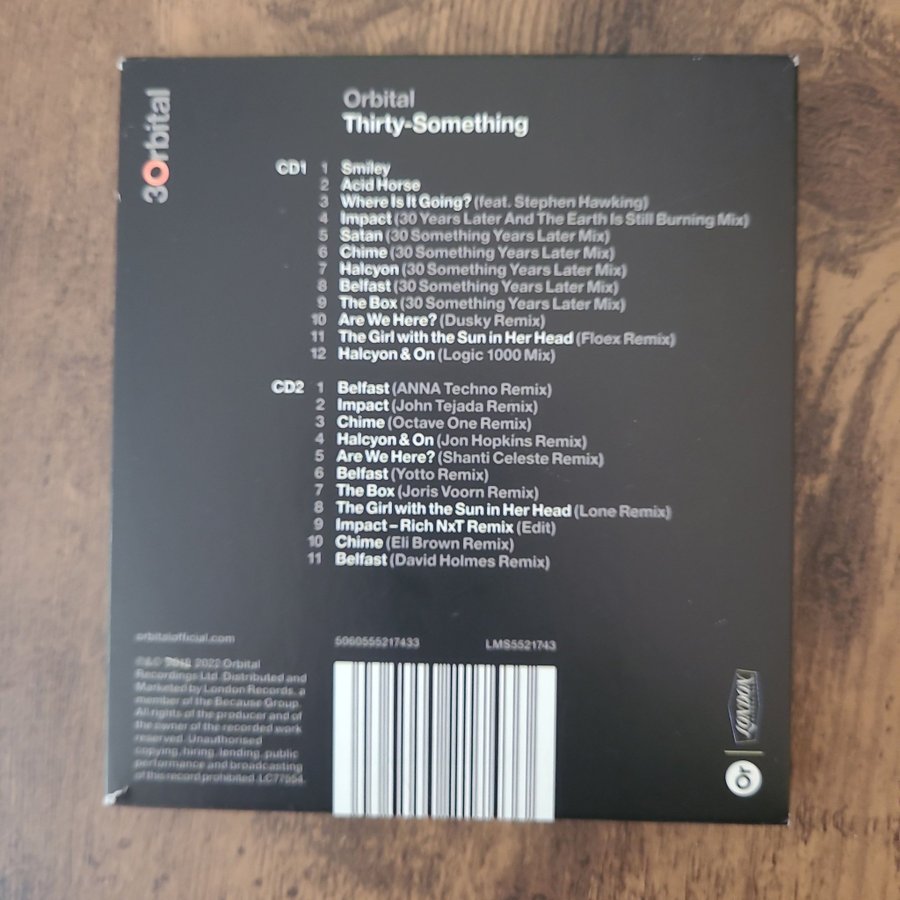 3Orbital
Orbital
Thirty-Something
CD1 1 Smiley
2 Acid Horse
3 Where Is It Going? (feat. Stephen Hawking)
4 Impact (30 Years Later And The Earth Is Still Burning Mix)
5 Satan (30 Something Years Later Mix)
6 Chime (30 Something Years Later Mix)
7 Halcyon (30 Something Years Later Mix)
8 Belfast (30 Something Years Later Mix)
9 The Box (30 Something Years Later Mix)
10 Are We Here? (Dusky Remix)
11 The Girl with the Sun in Her Head (Floex Remix)
12 Halcyon & On (Logic 1000 Mix)
CD2 1 Belfast (ANNA Techno Remix)
2 Impact (John Tejada Remix)
3 Chime (Octave One Remix)
4 Halcyon & On (Jon Hopkins Remix)
5 Are We Here? (Shanti Celeste Remix)
6 Belfast (Yotto Remix)
7 The Box (Joris Voorn Remix)
8 The Girl with the Sun in Her Head (Lone Remix)
9 Impact – Rich NxT Remix (Edit)
10 Chime (Eli Brown Remix)
11 Belfast (David Holmes Remix)
orbitalofficial.com
5060555217433 LMS5521743
2022 Orbital
Recordings Ltd. Distributed and
Marketed by London Records, a
member of the Because Group.
All rights of the producer and of
the owner of the recorded work
reserved. Unauthorised
copying, hiring, lending, public
performance and broadcasting
of this record prohibited. LC77554.
LONDON
or